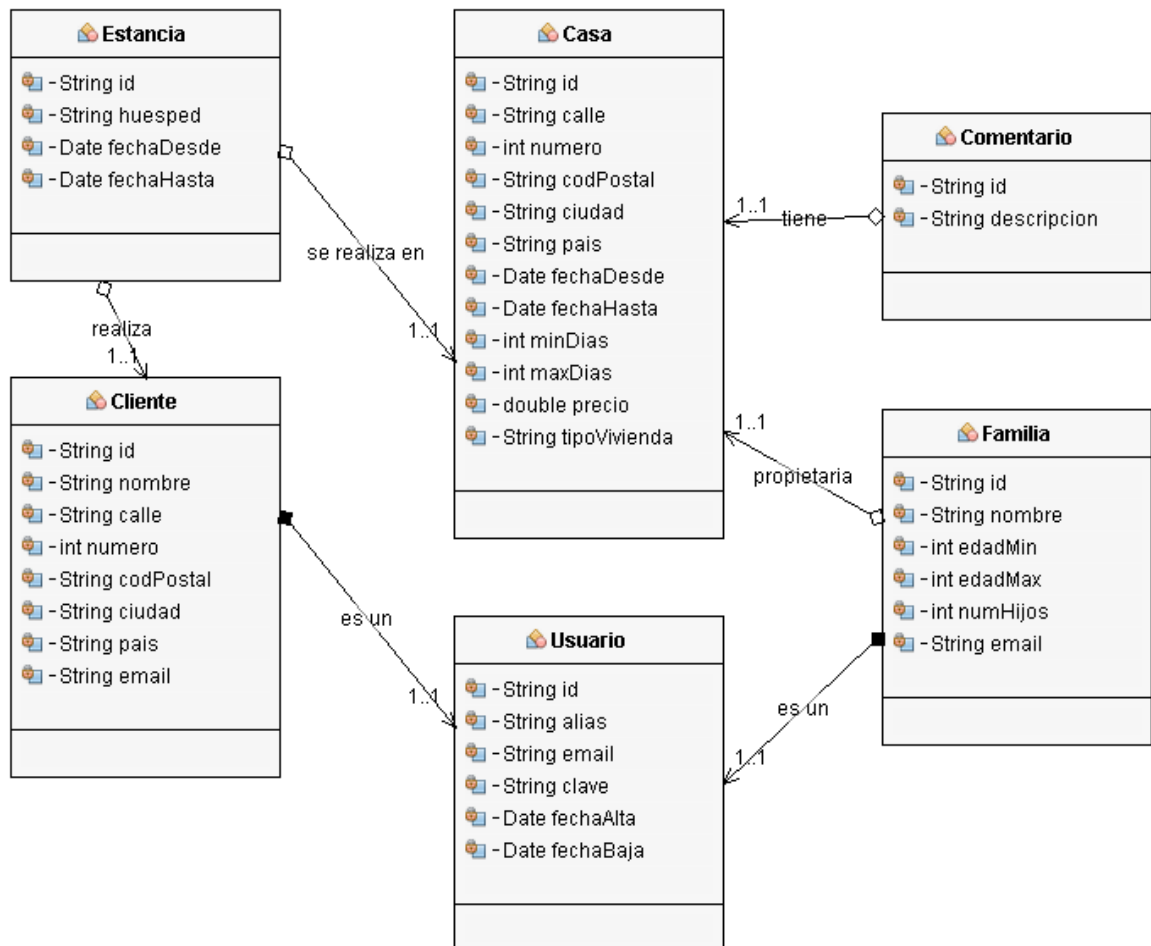 Estancia
-String id
-String huesped
-Date fechaDesde
-Date fechaHasta
Casa
-String id
-String calle
-int numero
-String codPostal
-String ciudad
-String pais
-Date fechaDesde
-Date fechaHasta
-int minDias
-int maxDias
-double precio
-String tipoVivienda
Comentario
-String id
-String descripcion
1..1
tiene
se realiza en
1..1
realiza
1..1
Cliente
-String id
-String nombre
-String calle
-int numero
-String codPostal
-String ciudad
-String pais
-String email
1..1
propietaria
Familia
-String id
-String nombre
-int edadMin
-int edadMax
-int numHijos
-String email
es un
1..1
Usuario
-String id
-String alias
-String email
-String clave
-Date fechaAlta
-Date fechaBaja
es un
1..1